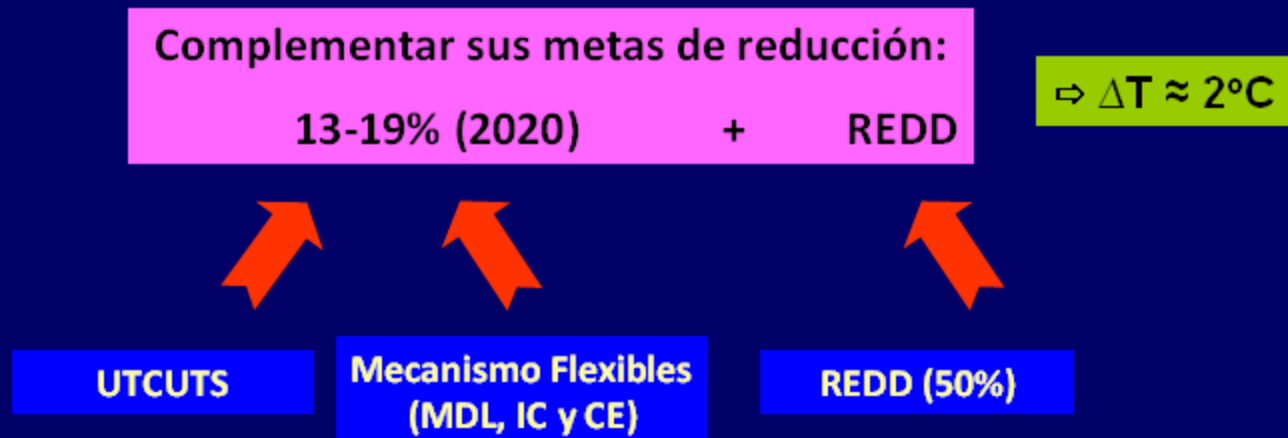 Complementar sus metas de reducción:
13-19% (2020) + REDD
⇨ ∆T ≈ 2°C
UTCUTS
Mecanismo Flexibles
(MDL, IC y CE)
REDD (50%)